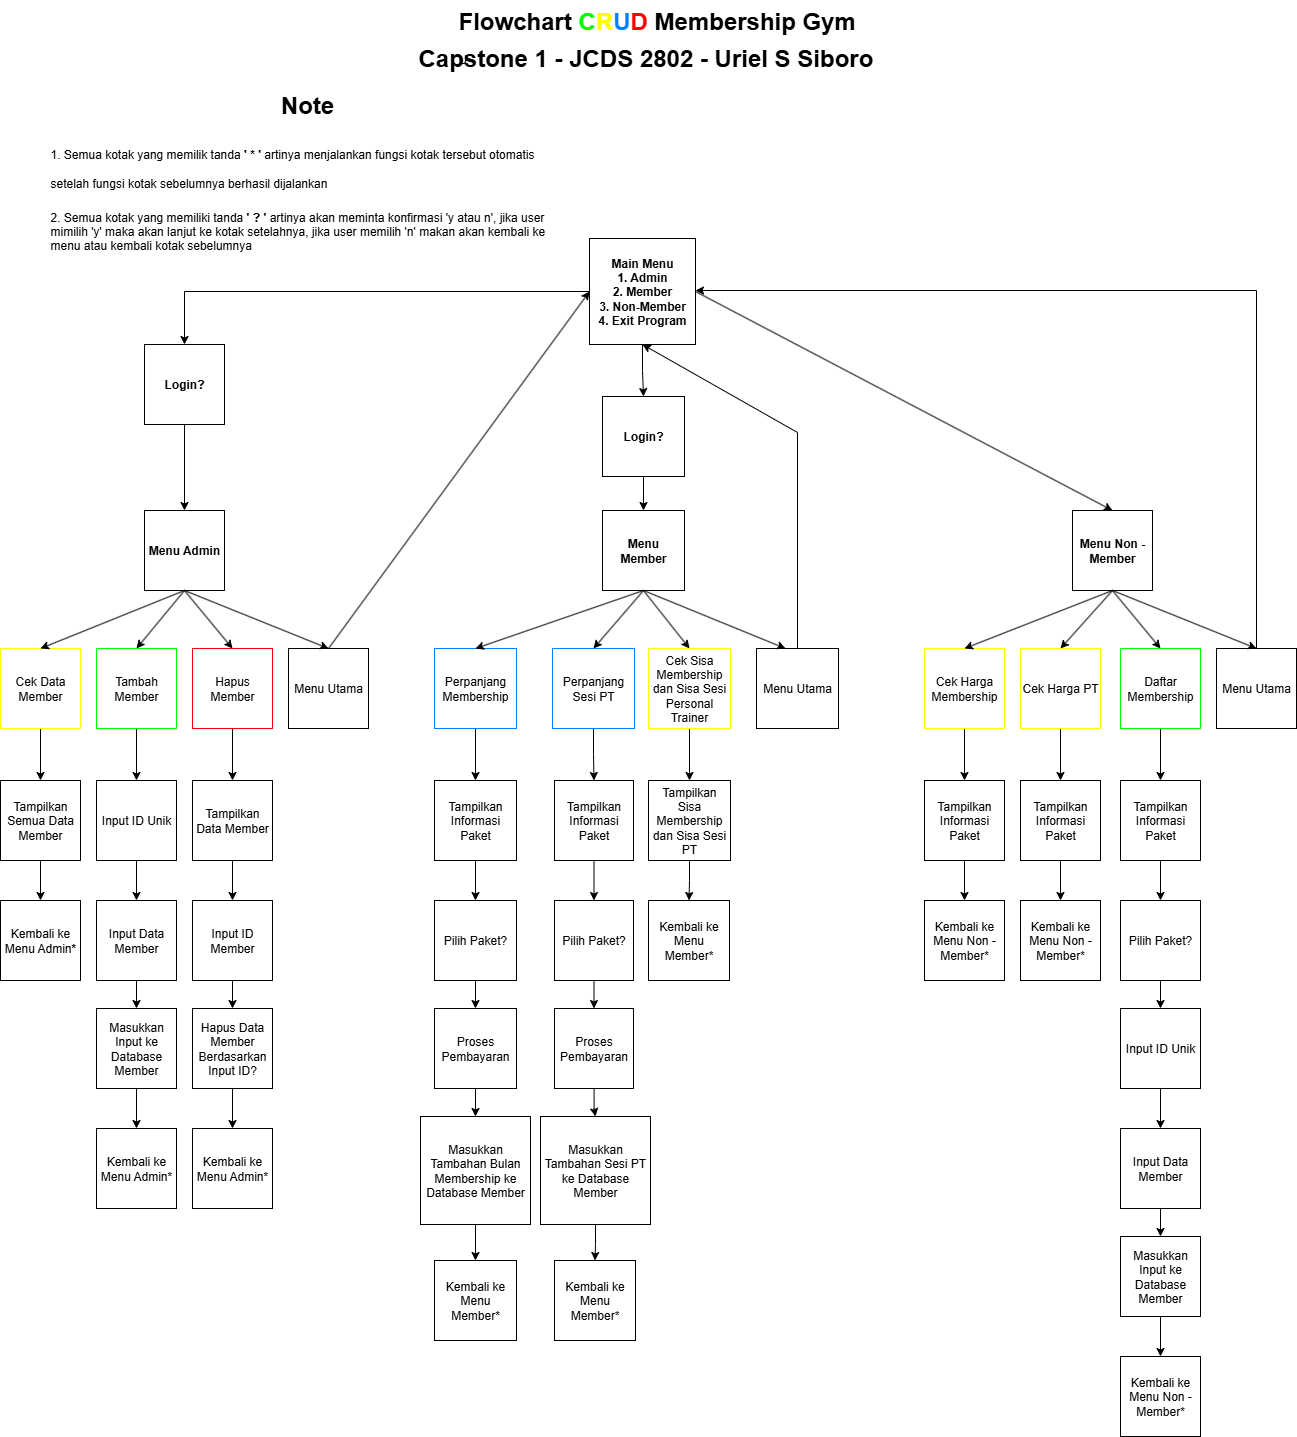 Flowchart CRUD Membership Gym
Capstone 1 - JCDS 2802 - Uriel S Siboro
Note
1. Semua kotak yang memilik tanda ' * ' artinya menjalankan fungsi kotak tersebut otomatis
setelah fungsi kotak sebelumnya berhasil dijalankan
2. Semua kotak yang memiliki tanda ' ? ' artinya akan meminta konfirmasi 'y atau n', jika user
mimilih 'y' maka akan lanjut ke kotak setelahnya, jika user memilih 'n' makan akan kembali ke
menu atau kembali kotak sebelumnya
Main Menu
1. Admin
2. Member
3. Non-Member
4. Exit Program
Login?
Menu Admin
Cek Data
Member
Tambah
Member
Hapus
Member
Menu Utama
Tampilkan
Semua Data
Member
Input ID Unik
Tampilkan
Data Member
Kembali ke
Menu Admin*
Input Data
Member
Input ID
Member
Masukkan
Input ke
Database
Member
Hapus Data
Member
Berdasarkan
Input ID?
Kembali ke
Menu Admin*
Kembali ke
Menu Admin*
Login?
Menu
Member
Perpanjang
Membership
Perpanjang
Sesi PT
Cek Sisa
Membership
dan Sisa Sesi
Personal
Trainer
Menu Utama
Tampilkan
Informasi
Paket
Tampilkan
Informasi
Paket
Tampilkan
Sisa
Membership
dan Sisa Sesi
PT
Pilih Paket?
Pilih Paket?
Kembali ke
Menu
Member*
Proses
Pembayaran
Proses
Pembayaran
Masukkan
Tambahan Bulan
Membership ke
Database Member
Masukkan
Tambahan Sesi PT
ke Database
Member
Kembali ke
Menu
Member*
Kembali ke
Menu
Member*
Menu Non -
Member
Cek Harga
Membership
Cek Harga PT
Daftar
Membership
Menu Utama
Tampilkan
Informasi
Paket
Tampilkan
Informasi
Paket
Tampilkan
Informasi
Paket
Kembali ke
Menu Non -
Member*
Kembali ke
Menu Non -
Member*
Pilih Paket?
Input ID Unik
Input Data
Member
Masukkan
Input ke
Database
Member
Kembali ke
Menu Non -
Member*